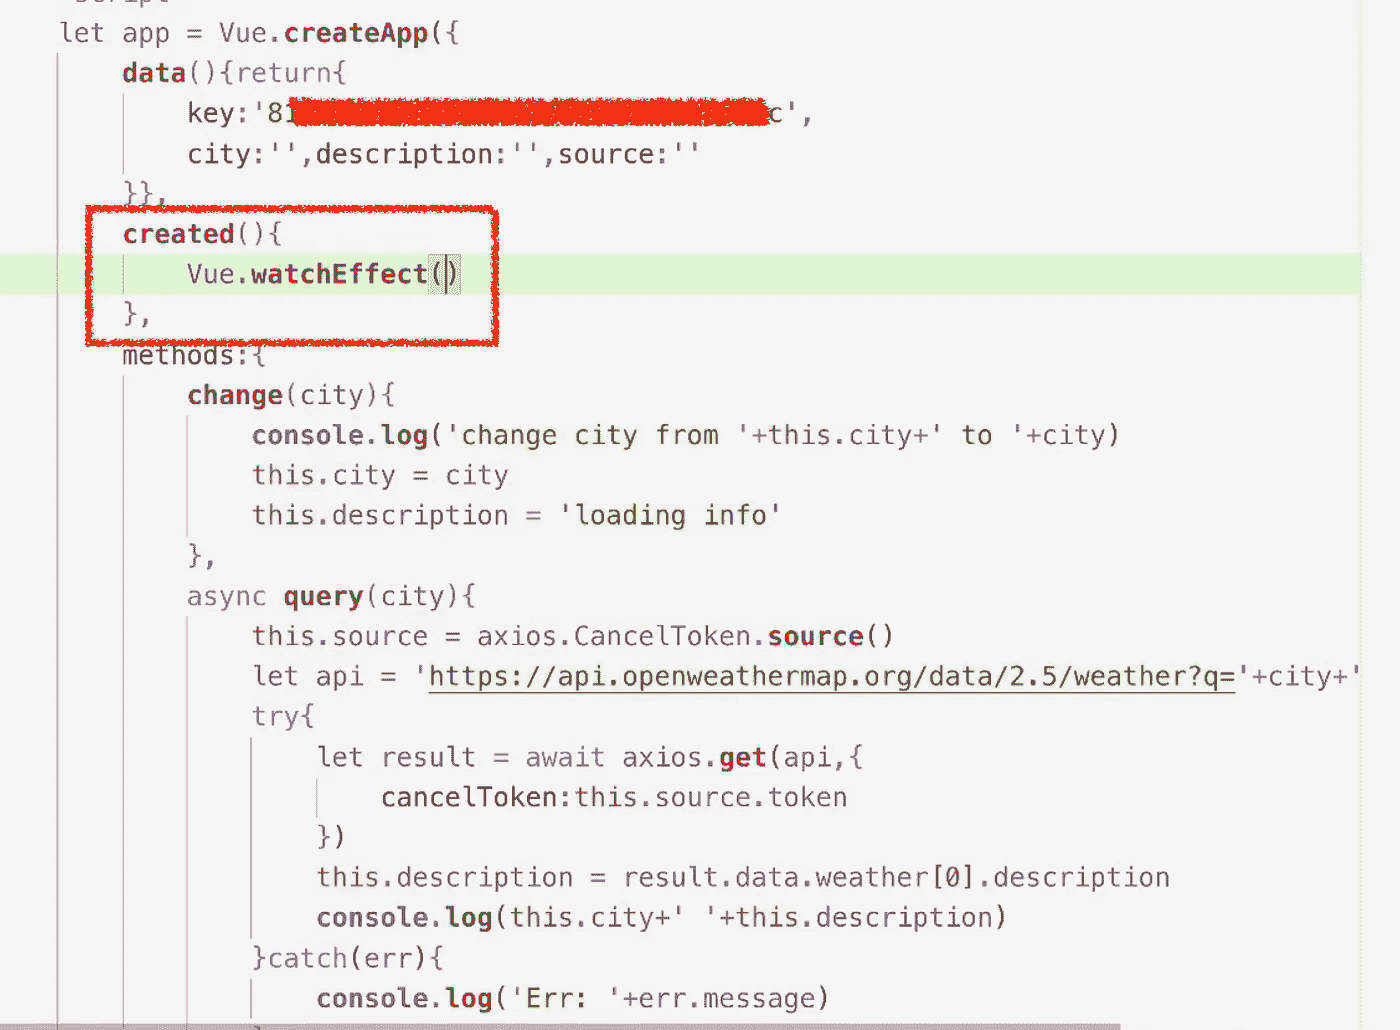 script
let app = Vue.createApp({
data(){return{
key:'81 c',
city:'',description:'',source:''
}},
created(){
Vue.watchEffect()
},
methods:{
change(city){
console.log('change city from '+this.city+' to '+city)
this.city = city
this.description = 'loading info'
},
async query(city){
this.source = axios.CancelToken.source()
let api = 'https://api.openweathermap.org/data/2.5/weather?q='+city+'
try{
let result = await axios.get(api,{
cancelToken:this.source.token
})
this.description = result.data.weather[0].description
console.log(this.city+' '+this.description)
}catch(err){
console.log('Err: '+err.message)